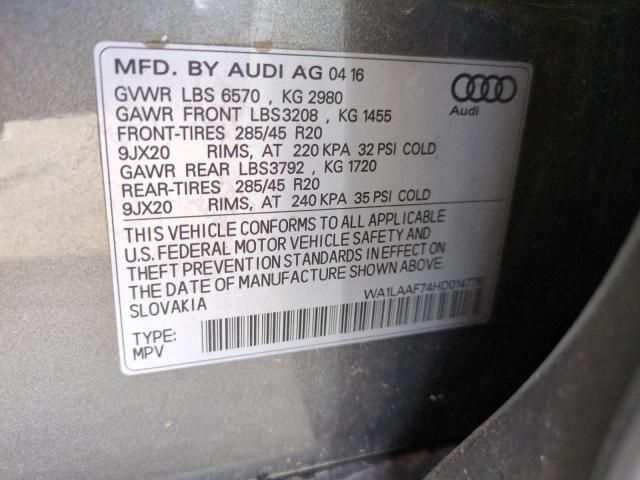 MFD. BY AUDI AG 04 16
Audi
GVWR LBS 6570 , KG 2980
GAWR FRONT LBS3208 , KG 1455
FRONT-TIRES 285/45 R20
9JX20 RIMS, AT 220 KPA 32 PSI COLD
GAWR REAR LBS3792 , KG 1720
REAR-TIRES 285/45 R20
9JX20 RIMS, AT 240 KPA 35 PSI COLD
THIS VEHICLE CONFORMS TO ALL APPLICABLE
U.S. FEDERAL MOTOR VEHICLE SAFETY AND
THEFT PREVENTION STANDARDS IN EFFECT ON
THE DATE OF MANUFACTURE SHOWN ABOVE.
SLOVAKIA
WA1LAAF74HD014776
TYPE:
MPV